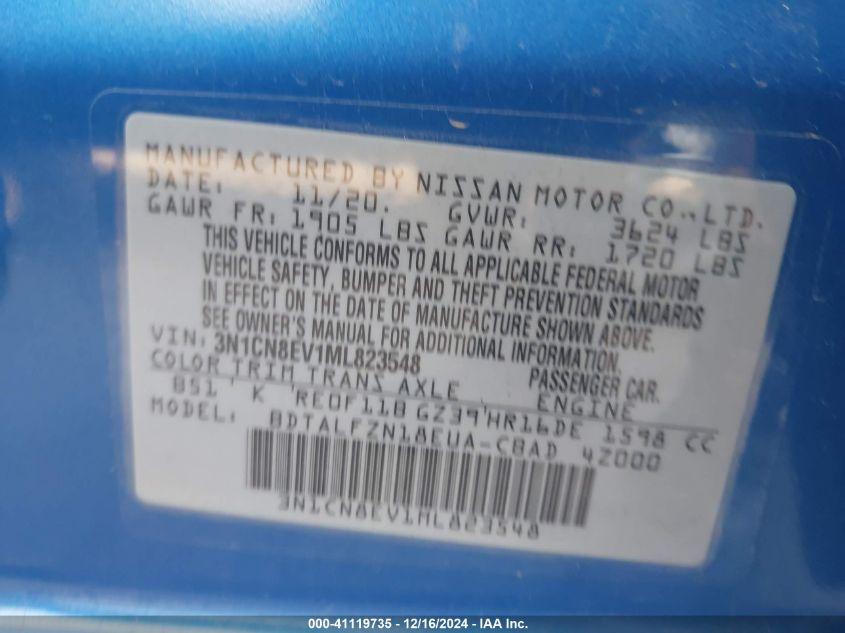 MANUFACTURED BY NISSAN MOTOR CO.,LTD.
DATE: 11/20. GVWR: 3624 LBS
GAWR FR: 1905 LBS GAWR RR: 1720 LBS
THIS VEHICLE CONFORMS TO ALL APPLICABLE FEDERAL MOTOR
VEHICLE SAFETY, BUMPER AND THEFT PREVENTION STANDARDS
IN EFFECT ON THE DATE OF MANUFACTURE SHOWN ABOVE.
SEE OWNER'S MANUAL FOR ADDITIONAL INFORMATION.
VIN: 3N1CN8EV1ML823548 PASSENGER CAR.
COLOR TRIM TRANS AXLE ENGINE
B51 K RE0F11B GZ39 HR16DE 1598 CC
MODEL: BDTALFZN18EUA-CBAD 4Z000
3N1CN8EV1ML823548
000-41119735 - 12/16/2024 - IAA Inc.